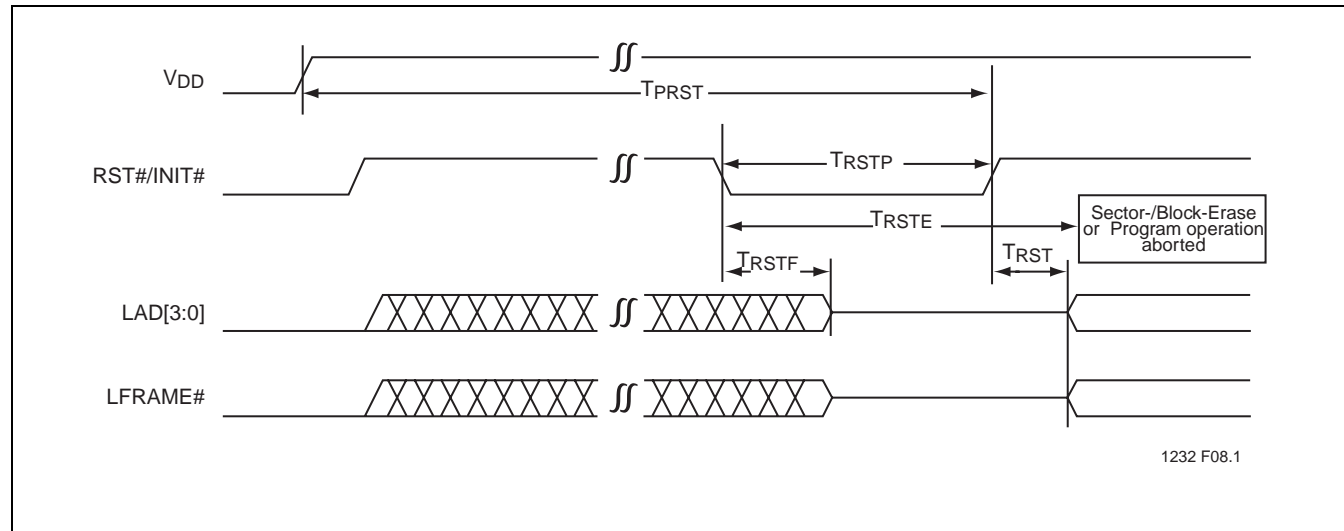 VDD
TPRST
RST#/INIT#
TRSTP
TRSTE
Sector-/Block-Erase
or Program operation
aborted
TRSTF
TRST
LAD[3:0]
LFRAME#
1232 F08.1